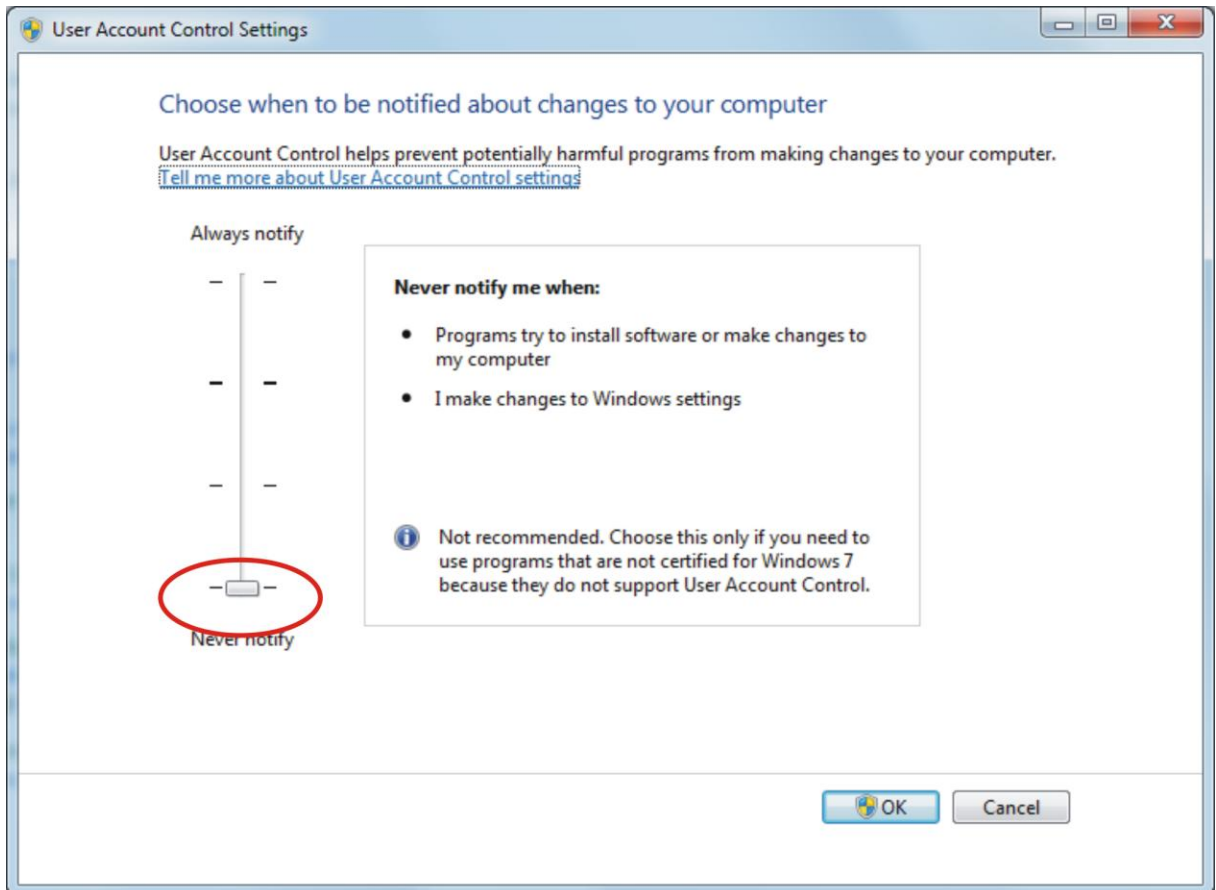 User Account Control Settings
Choose when to be notified about changes to your computer
User Account Control helps prevent potentially harmful programs from making changes to your computer.
Tell me more about User Account Control settings
Always notify
Never notify me when:
Programs try to install software or make changes to
my computer
I make changes to Windows settings
Not recommended. Choose this only if you need to
use programs that are not certified for Windows 7
because they do not support User Account Control.
Never notify
OK
Cancel